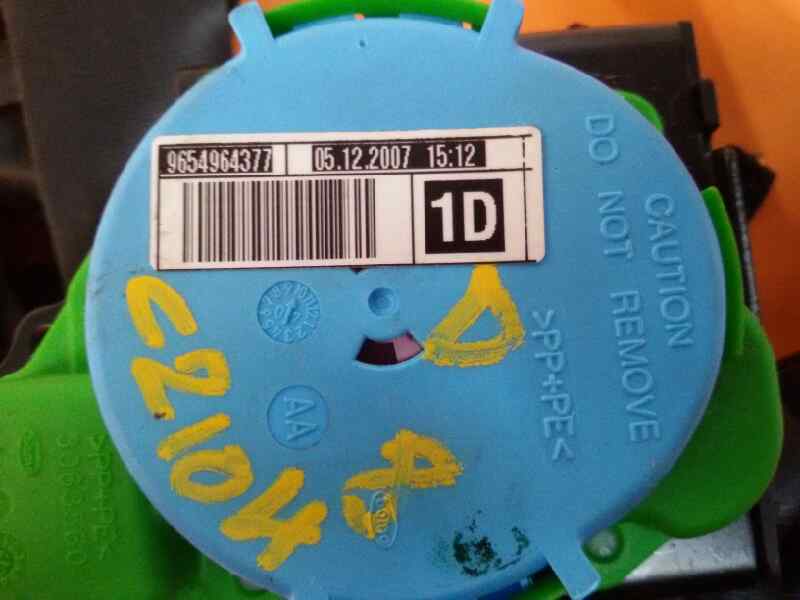 9654964377 05.12.2007 15:12
1D
CAUTION
DO NOT REMOVE
>PP+PE<
AA
D
C2104
>PP+PE<